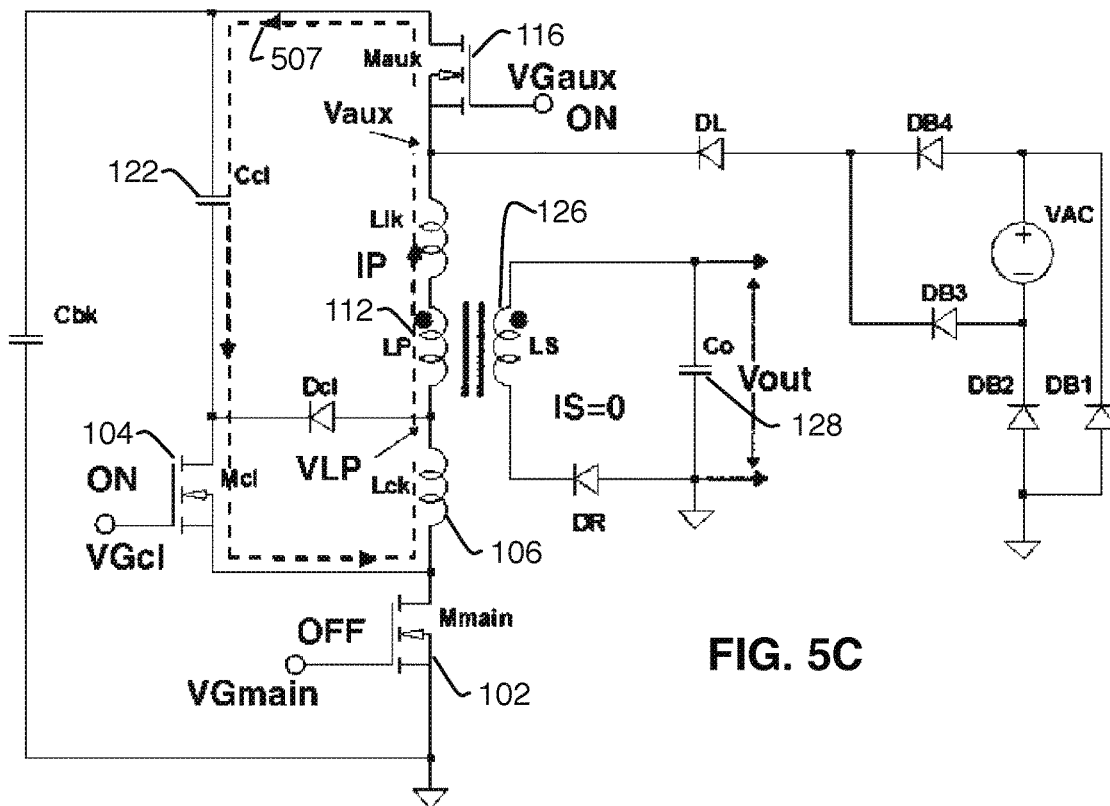 507
Mauk
116
VGaux
ON
Vaux
DL
DB4
122
Ccl
Llk
126
VAC
+
−
IP
Cbk
112
LP
LS
DB3
Co
Vout
Dcl
IS=0
128
DB2
DB1
104
ON
VLP
Mcl
Lck
DR
VGcl
106
OFF
Mmain
VGmain
102
FIG. 5C